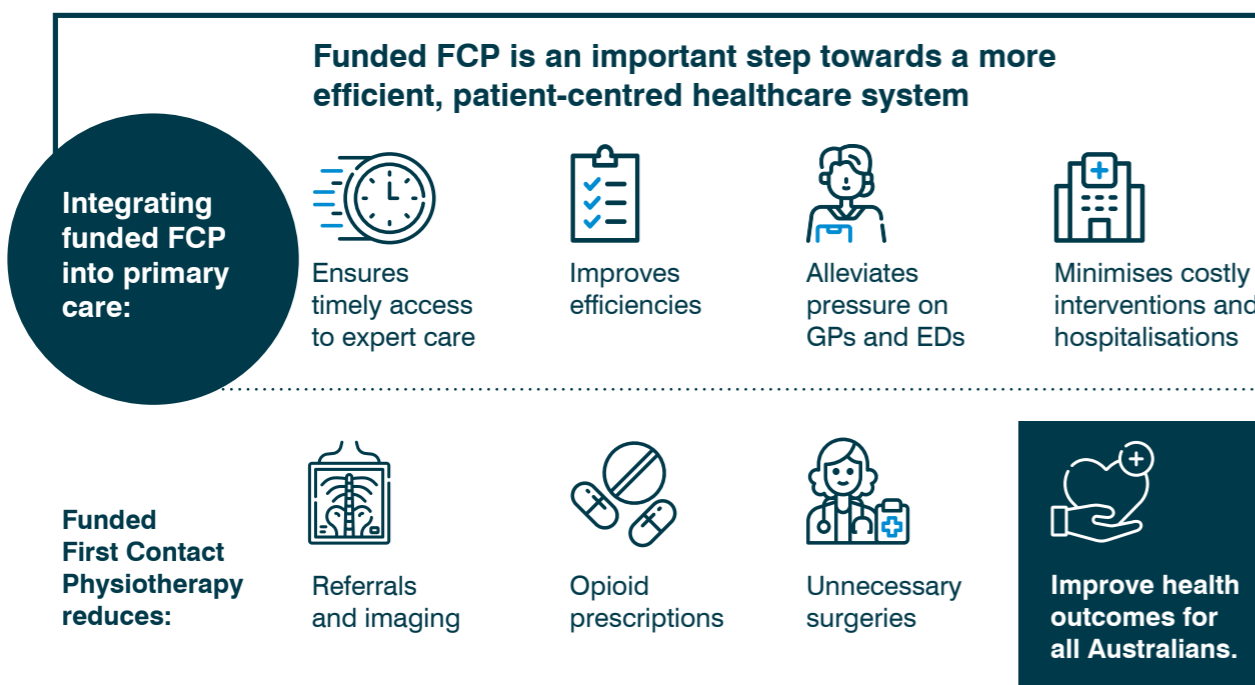 Funded FCP is an important step towards a more
efficient, patient-centred healthcare system
Integrating
funded FCP
into primary
care:
Ensures
timely access
to expert care
Improves
efficiencies
Alleviates
pressure on
GPs and EDs
Minimises costly
interventions and
hospitalisations
Funded
First Contact
Physiotherapy
reduces:
Referrals
and imaging
Opioid
prescriptions
Unnecessary
surgeries
Improve health
outcomes for
all Australians.